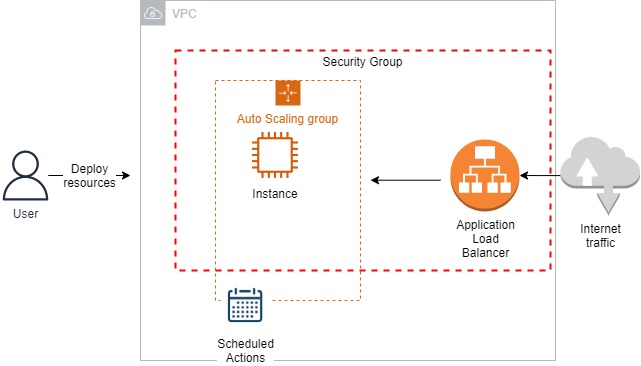 VPC
Security Group
Auto Scaling group
Instance
Deploy
resources
User
Application
Load
Balancer
Internet
traffic
Scheduled
Actions